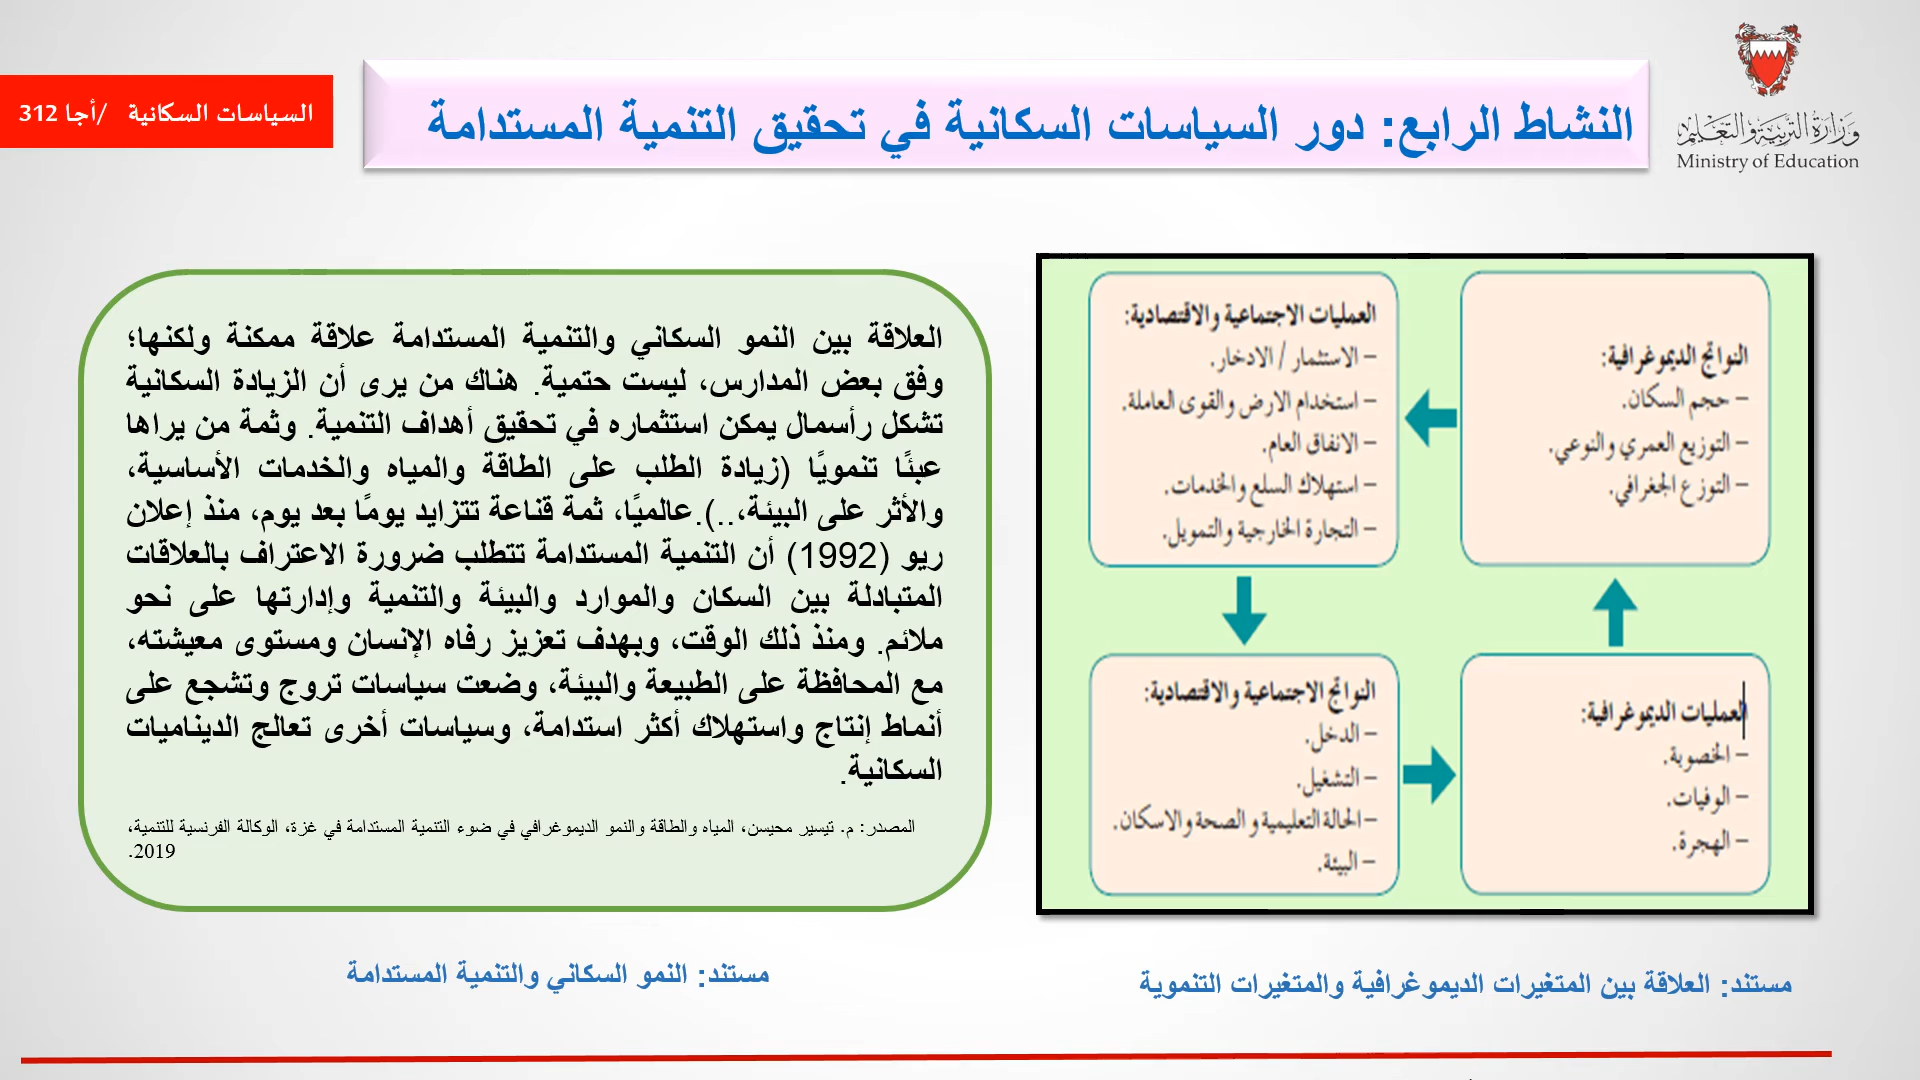 وزارة التربية والتعليم
Ministry of Education
النشاط الرابع: دور السياسات السكانية في تحقيق التنمية المستدامة
السياسات السكانية /أجا 312
النواتج الديموغرافية:
– حجم السكان.
– التوزيع العمري والنوعي.
– التوزع الجغرافي.
العمليات الاجتماعية والاقتصادية:
– الاستثمار / الادخار.
– استخدام الارض والقوى العاملة.
– الانفاق العام.
– استهلاك السلع والخدمات.
– التجارة الخارجية والتمويل.
النواتج الاجتماعية والاقتصادية:
– الدخل.
– التشغيل.
– الحالة التعليمية و الصحة والاسكان.
– البيئة.
العمليات الديموغرافية:
– الخصوبة.
– الوفيات.
– الهجرة.
مستند: العلاقة بين المتغيرات الديموغرافية والمتغيرات التنموية
العلاقة بين النمو السكاني والتنمية المستدامة علاقة ممكنة ولكنها؛
وفق بعض المدارس، ليست حتمية. هناك من يرى أن الزيادة السكانية
تشكل رأسمال يمكن استثماره في تحقيق أهداف التنمية. وثمة من يراها
عبئًا تنمويًا (زيادة الطلب على الطاقة والمياه والخدمات الأساسية،
والأثر على البيئة،..).عالميًا، ثمة قناعة تتزايد يومًا بعد يوم، منذ إعلان
ريو (1992) أن التنمية المستدامة تتطلب ضرورة الاعتراف بالعلاقات
المتبادلة بين السكان والموارد والبيئة والتنمية وإدارتها على نحو
ملائم. ومنذ ذلك الوقت، وبهدف تعزيز رفاه الإنسان ومستوى معيشته،
مع المحافظة على الطبيعة والبيئة، وضعت سياسات تروج وتشجع على
أنماط إنتاج واستهلاك أكثر استدامة، وسياسات أخرى تعالج الديناميات
السكانية.
المصدر: م. تيسير محيسن، المياه والطاقة والنمو الديموغرافي في ضوء التنمية المستدامة في غزة، الوكالة الفرنسية للتنمية،
2019.
مستند: النمو السكاني والتنمية المستدامة